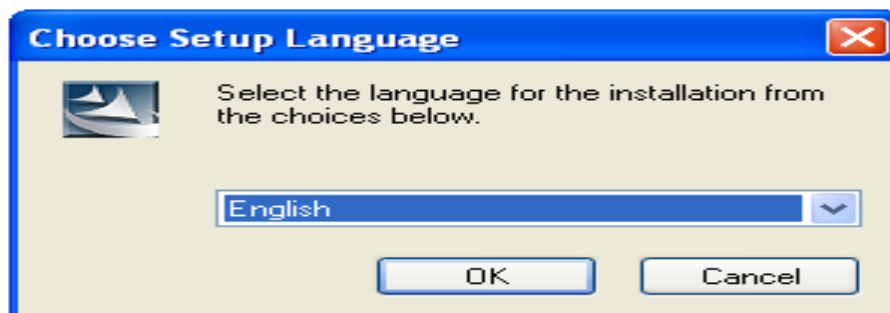 Choose Setup Language
Select the language for the installation from
the choices below.
English
OK
Cancel